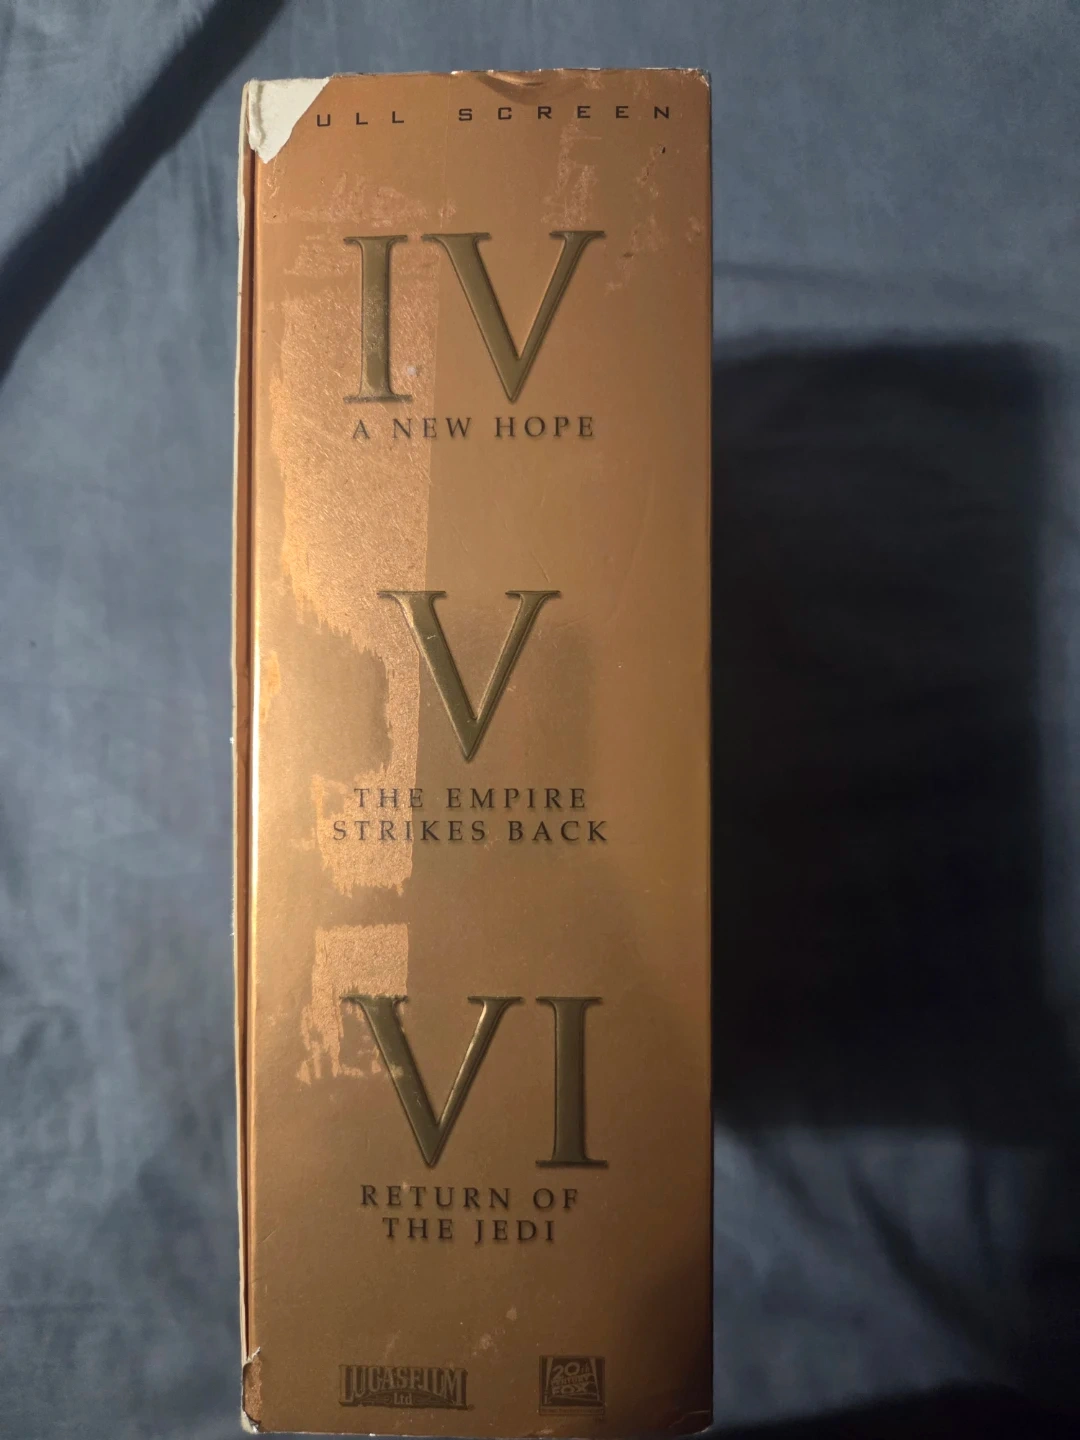 ULL SCREEN
IV
A NEW HOPE
V
THE EMPIRE
STRIKES BACK
VI
RETURN OF
THE JEDI
LUCASFILM
Ltd
20th
CENTURY
FOX